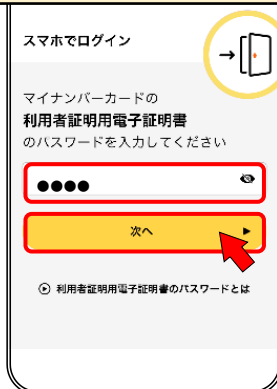 スマホでログイン
マイナンバーカードの
利用者証明用電子証明書
のパスワードを入力してください
●●●●
次へ
利用者証明用電子証明書のパスワードとは